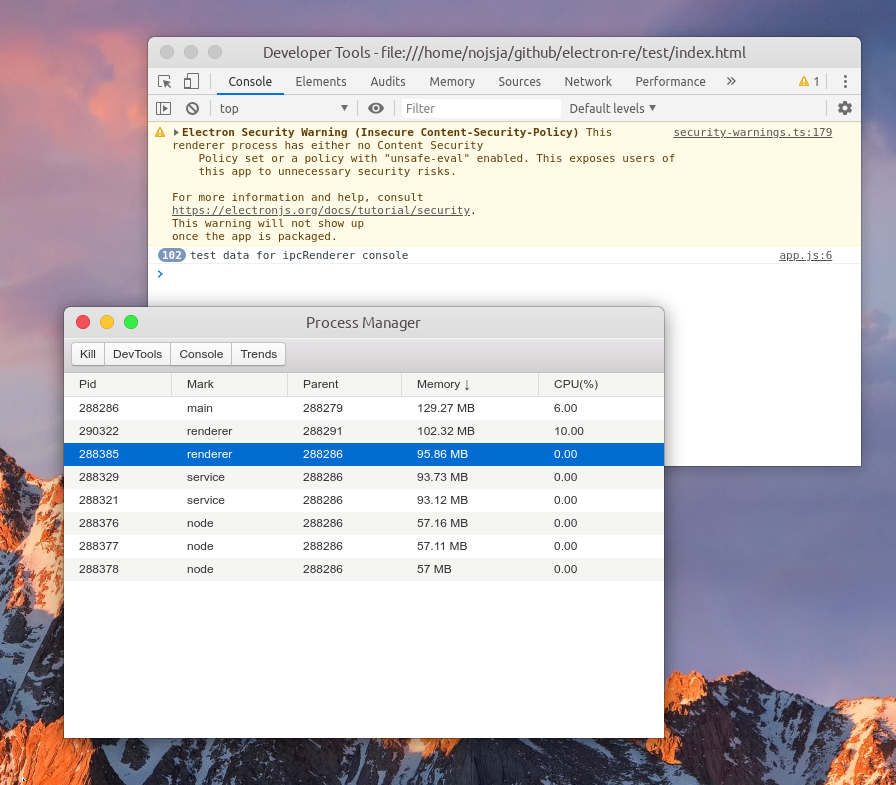 Developer Tools - file:///home/nojsja/github/electron-re/test/index.html
Console Elements Audits Memory Sources Network Performance » 1
top Filter Default levels
Electron Security Warning (Insecure Content-Security-Policy) This security-warnings.ts:179
renderer process has either no Content Security
Policy set or a policy with "unsafe-eval" enabled. This exposes users of
this app to unnecessary security risks.
For more information and help, consult
https://electronjs.org/docs/tutorial/security.
This warning will not show up
once the app is packaged.
102 test data for ipcRenderer console app.js:6
Process Manager
Kill DevTools Console Trends
Pid Mark Parent Memory ↓ CPU(%)
288286 main 288279 129.27 MB 6.00
290322 renderer 288291 102.32 MB 10.00
288385 renderer 288286 95.86 MB 0.00
288329 service 288286 93.73 MB 0.00
288321 service 288286 93.12 MB 0.00
288376 node 288286 57.16 MB 0.00
288377 node 288286 57.11 MB 0.00
288378 node 288286 57 MB 0.00